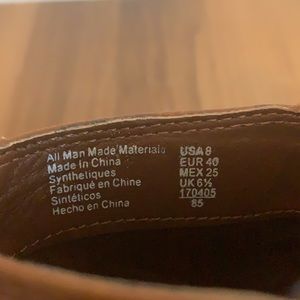 All Man Made Materials
Made in China
Synthetiques
Fabriqué en Chine
Sintéticos
Hecho en China
USA 8
EUR 40
MEX 25
UK 6½
170405
85